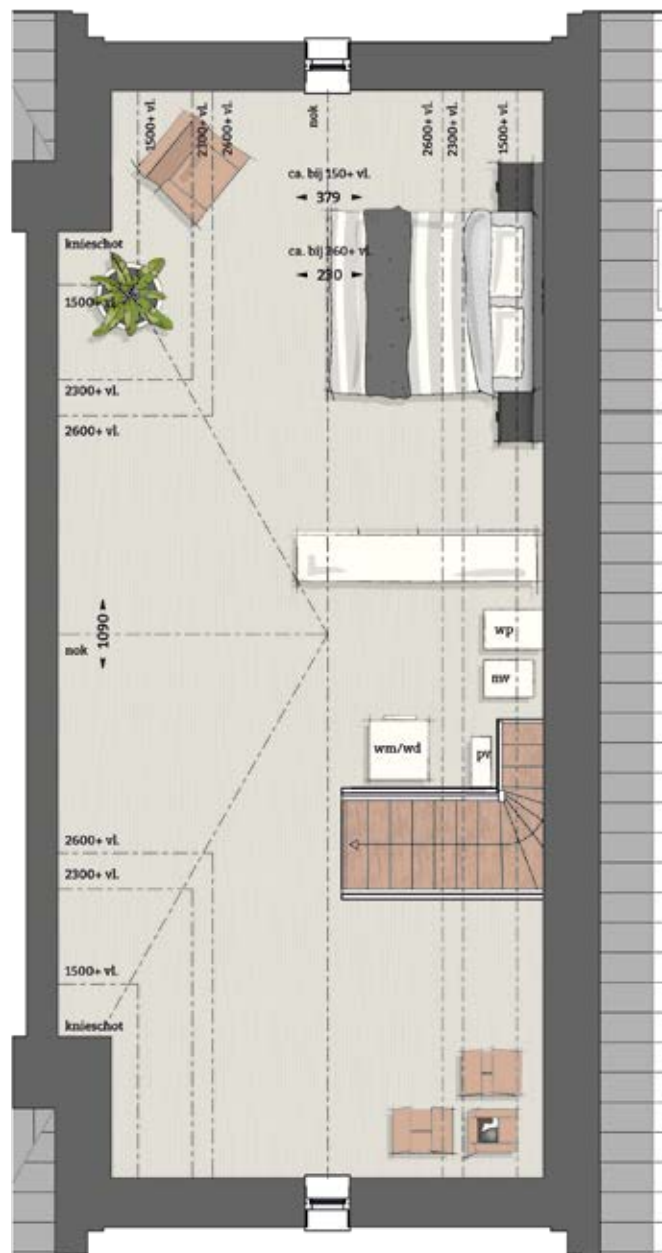 1500+ vl.
2300+ vl.
2600+ vl.
nok
2600+ vl.
2300+ vl.
1500+ vl.
ca. bij 150+ vl.
379
ca. bij 260+ vl.
230
knieschot
1500+ vl.
2300+ vl.
2600+ vl.
1090
nok
wp
mv
wm/wd
pv
2600+ vl.
2300+ vl.
1500+ vl.
knieschot